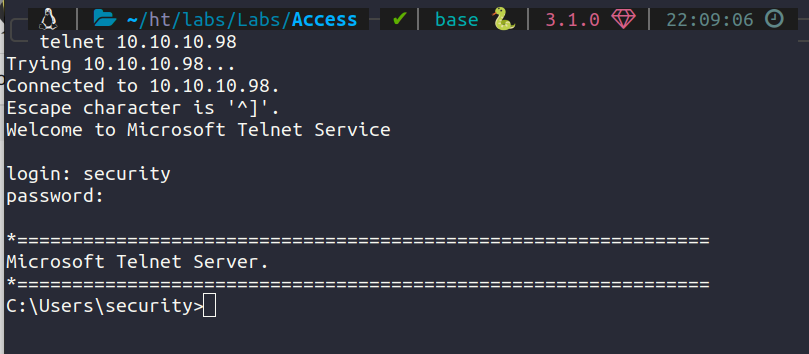 ~/ht/labs/Labs/Access ✔ base 3.1.0 22:09:06
telnet 10.10.10.98
Trying 10.10.10.98...
Connected to 10.10.10.98.
Escape character is '^]'.
Welcome to Microsoft Telnet Service
login: security
password:
*===============================================================
Microsoft Telnet Server.
*===============================================================
C:\Users\security>